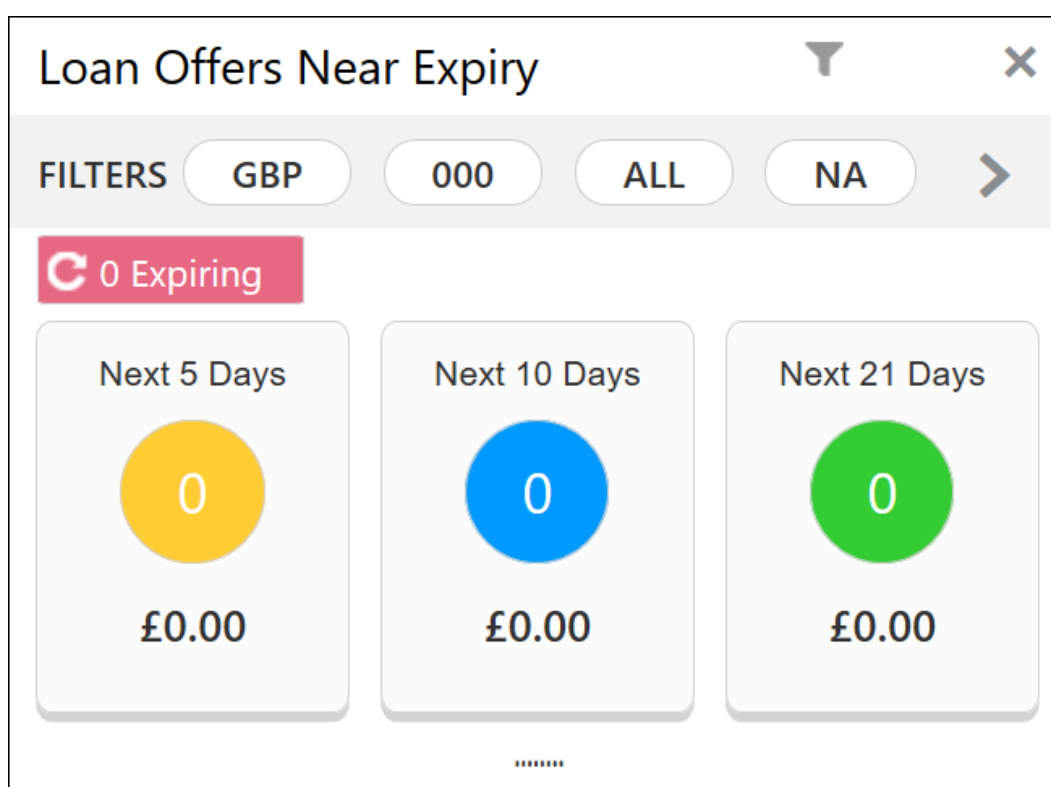 Loan Offers Near Expiry
FILTERS GBP 000 ALL NA
0 Expiring
Next 5 Days Next 10 Days Next 21 Days
0 0 0
£0.00 £0.00 £0.00